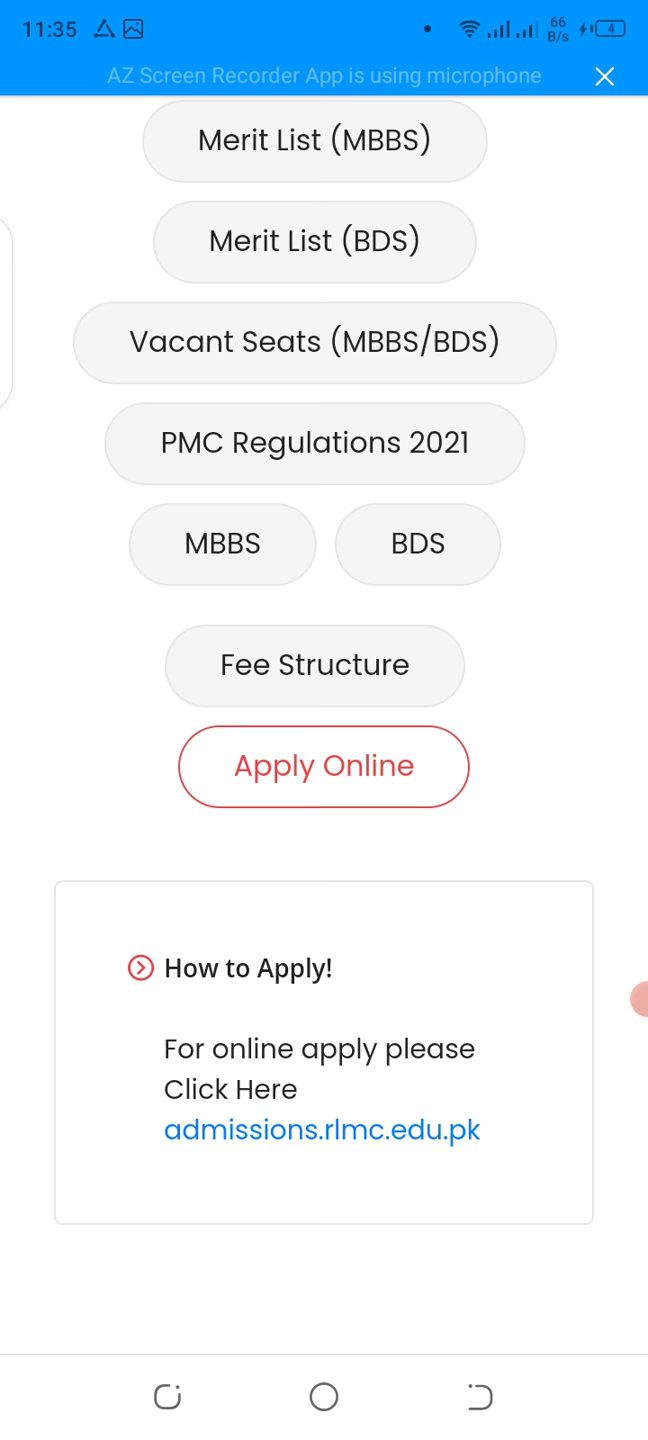 11:35
66
B/s
4
AZ Screen Recorder App is using microphone
Merit List (MBBS)
Merit List (BDS)
Vacant Seats (MBBS/BDS)
PMC Regulations 2021
MBBS BDS
Fee Structure
Apply Online
How to Apply!
For online apply please
Click Here
admissions.rlmc.edu.pk